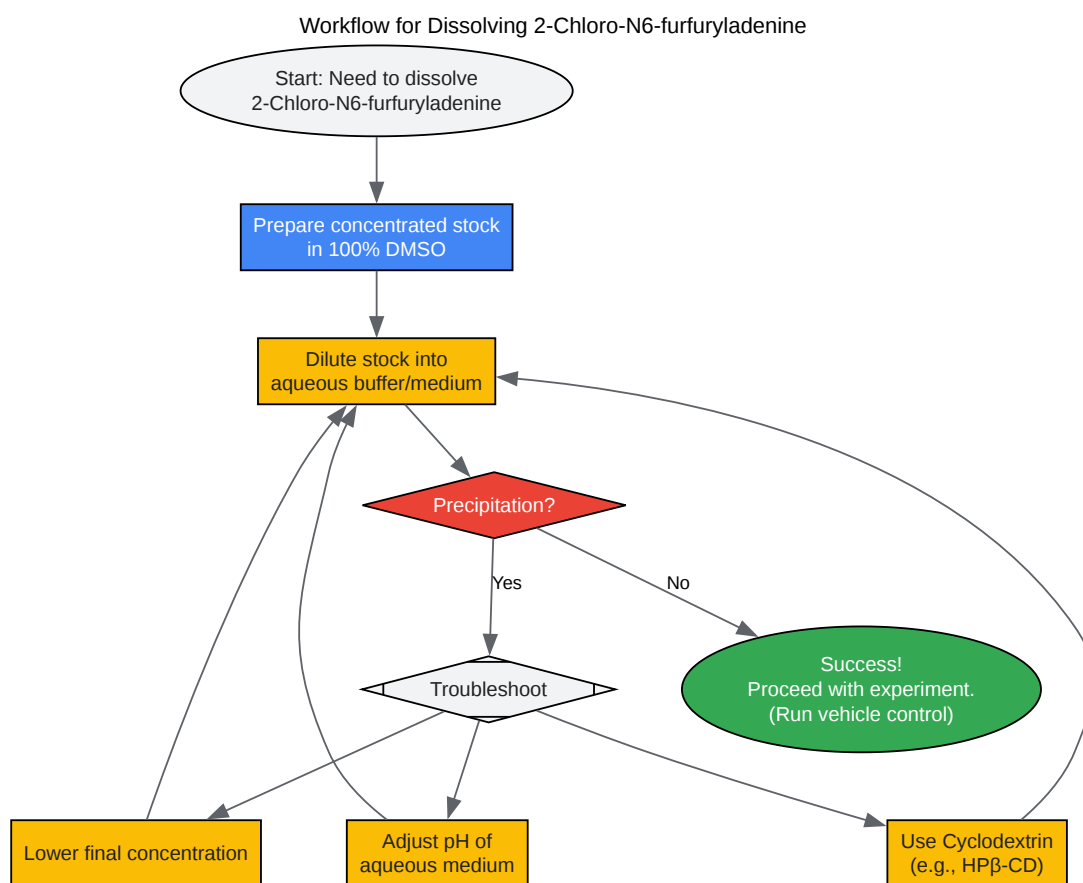 Workflow for Dissolving 2-Chloro-N6-furfuryladenine
Start: Need to dissolve
2-Chloro-N6-furfuryladenine
Prepare concentrated stock
in 100% DMSO
Dilute stock into
aqueous buffer/medium
Precipitation?
Yes
No
Troubleshoot
Success!
Proceed with experiment.
(Run vehicle control)
Lower final concentration
Adjust pH of
aqueous medium
Use Cyclodextrin
(e.g., HPβ-CD)